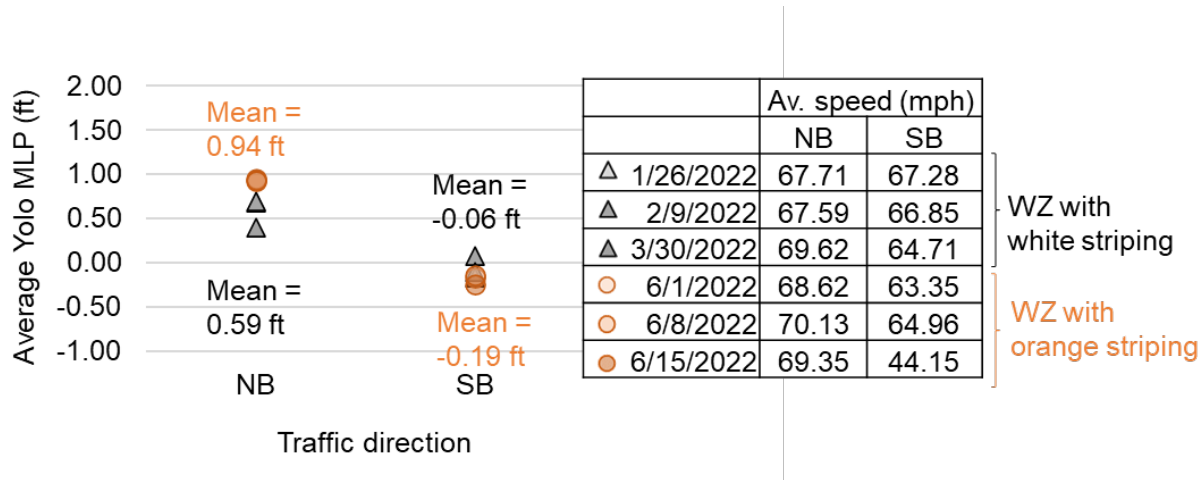 Average Yolo MLP (ft)
2.00
1.50
1.00
0.50
0.00
-0.50
-1.00
Mean =
0.94 ft
Mean =
-0.06 ft
Mean =
0.59 ft
Mean =
-0.19 ft
NB SB
Traffic direction
Av. speed (mph)
NB SB
1/26/2022 67.71 67.28
2/9/2022 67.59 66.85
3/30/2022 69.62 64.71
6/1/2022 68.62 63.35
6/8/2022 70.13 64.96
6/15/2022 69.35 44.15
WZ with
white striping
WZ with
orange striping